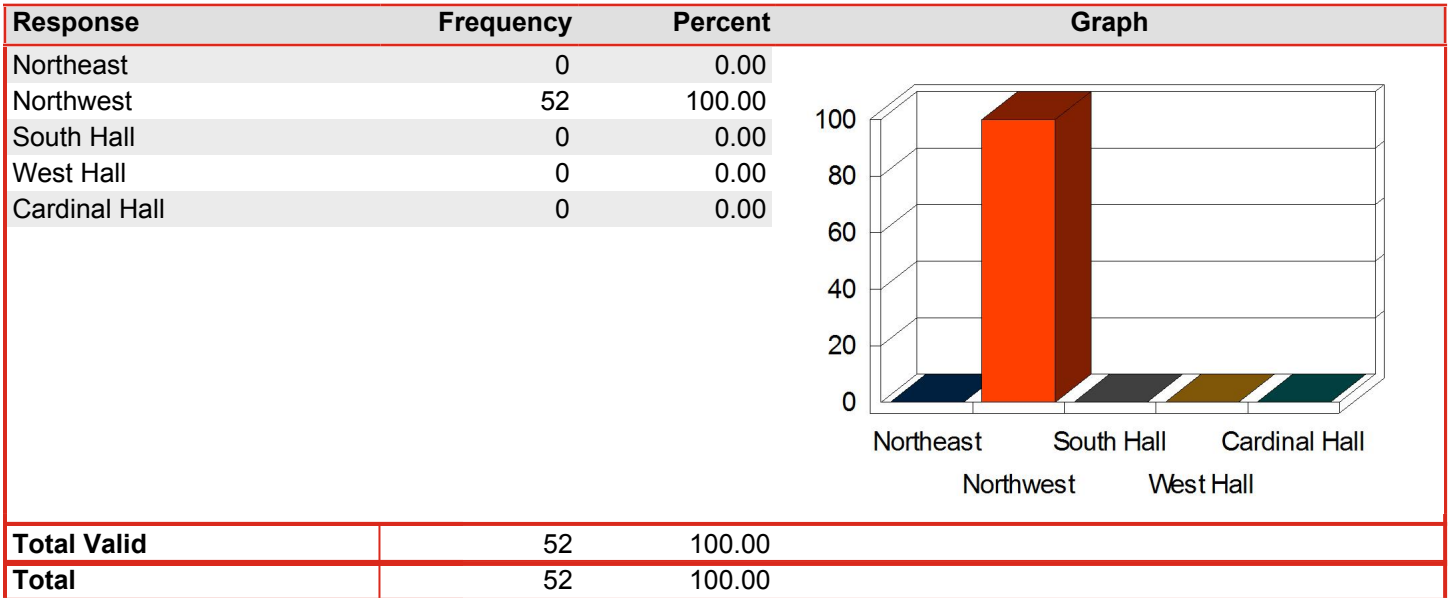 Response Frequency Percent Graph
Northeast 0 0.00
Northwest 52 100.00
South Hall 0 0.00
West Hall 0 0.00
Cardinal Hall 0 0.00
100
80
60
40
20
0
Northeast South Hall Cardinal Hall
Northwest West Hall
Total Valid 52 100.00
Total 52 100.00